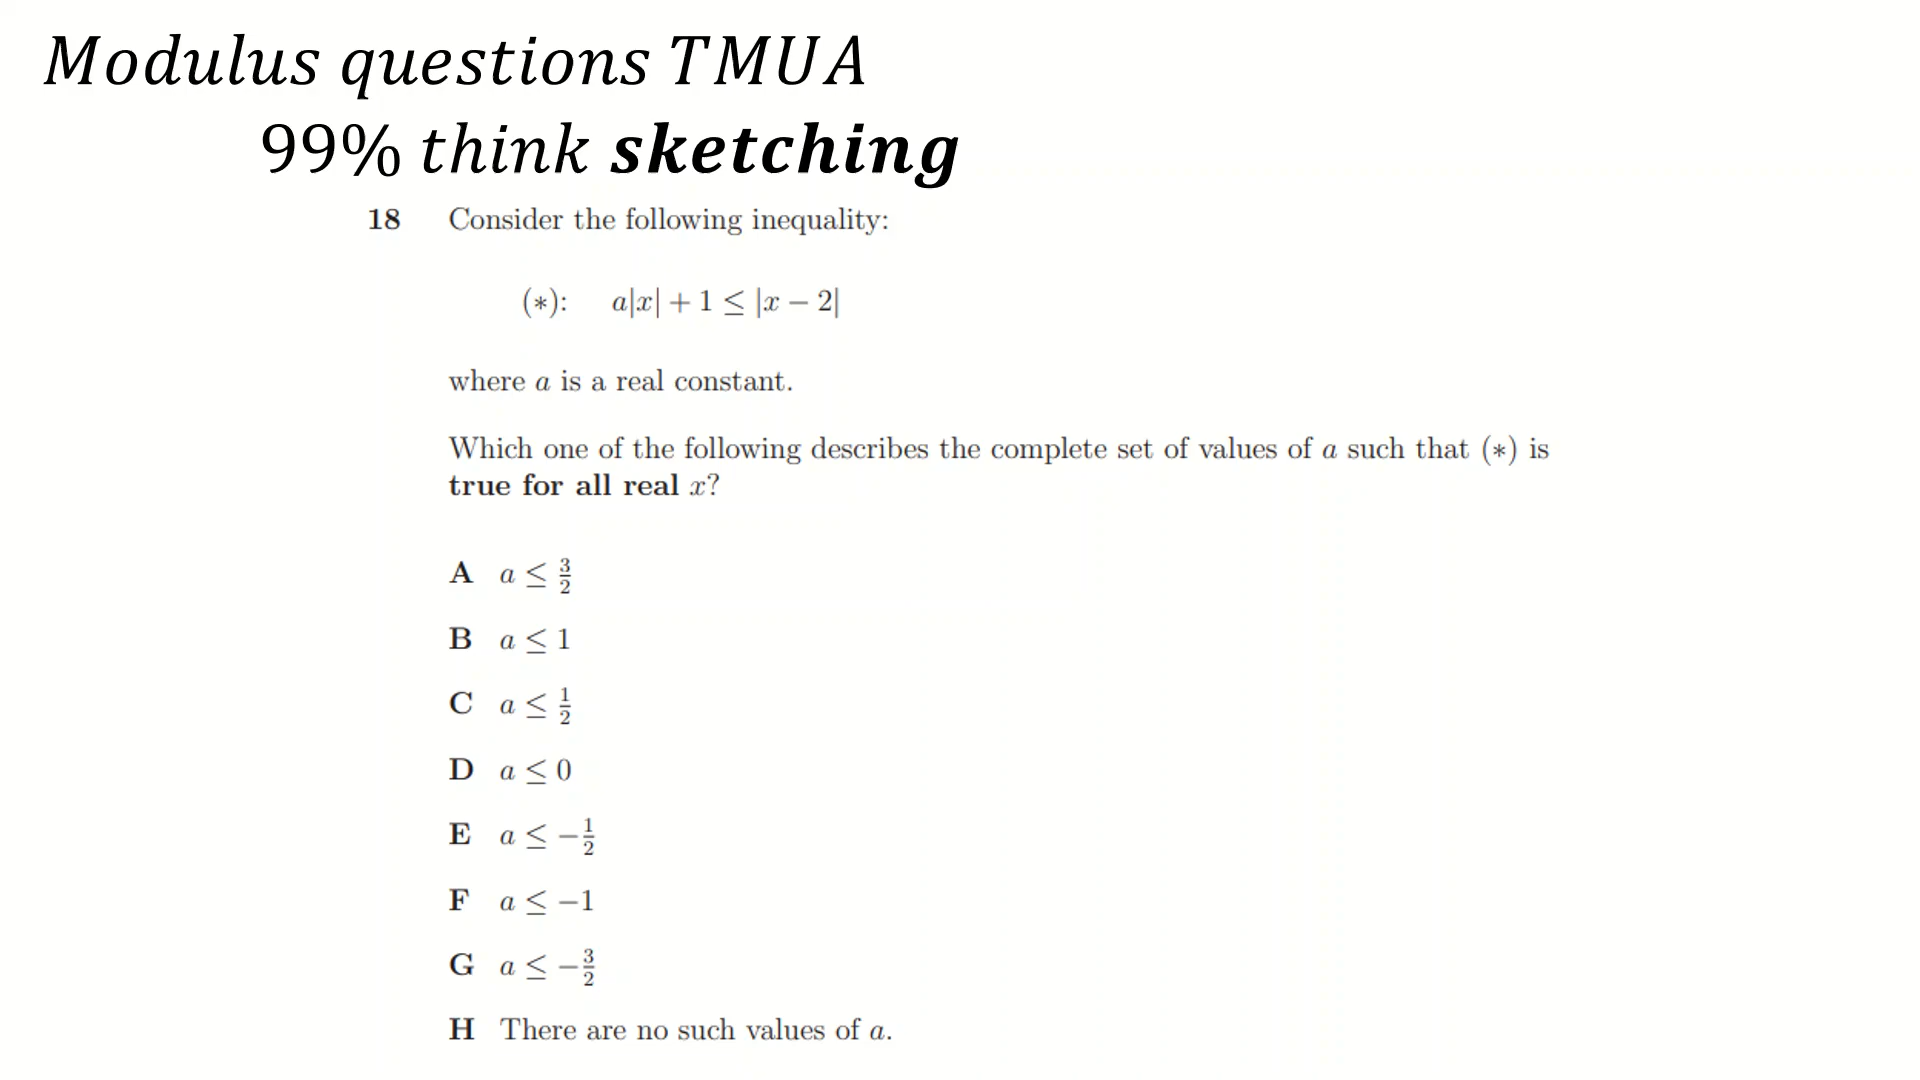 Modulus questions TMUA
99% think sketching
18 Consider the following inequality:
(∗): a|x| + 1 ≤ |x − 2|
where a is a real constant.
Which one of the following describes the complete set of values of a such that (∗) is
true for all real x?
A a ≤ 3/2
B a ≤ 1
C a ≤ 1/2
D a ≤ 0
E a ≤ −1/2
F a ≤ −1
G a ≤ −3/2
H There are no such values of a.